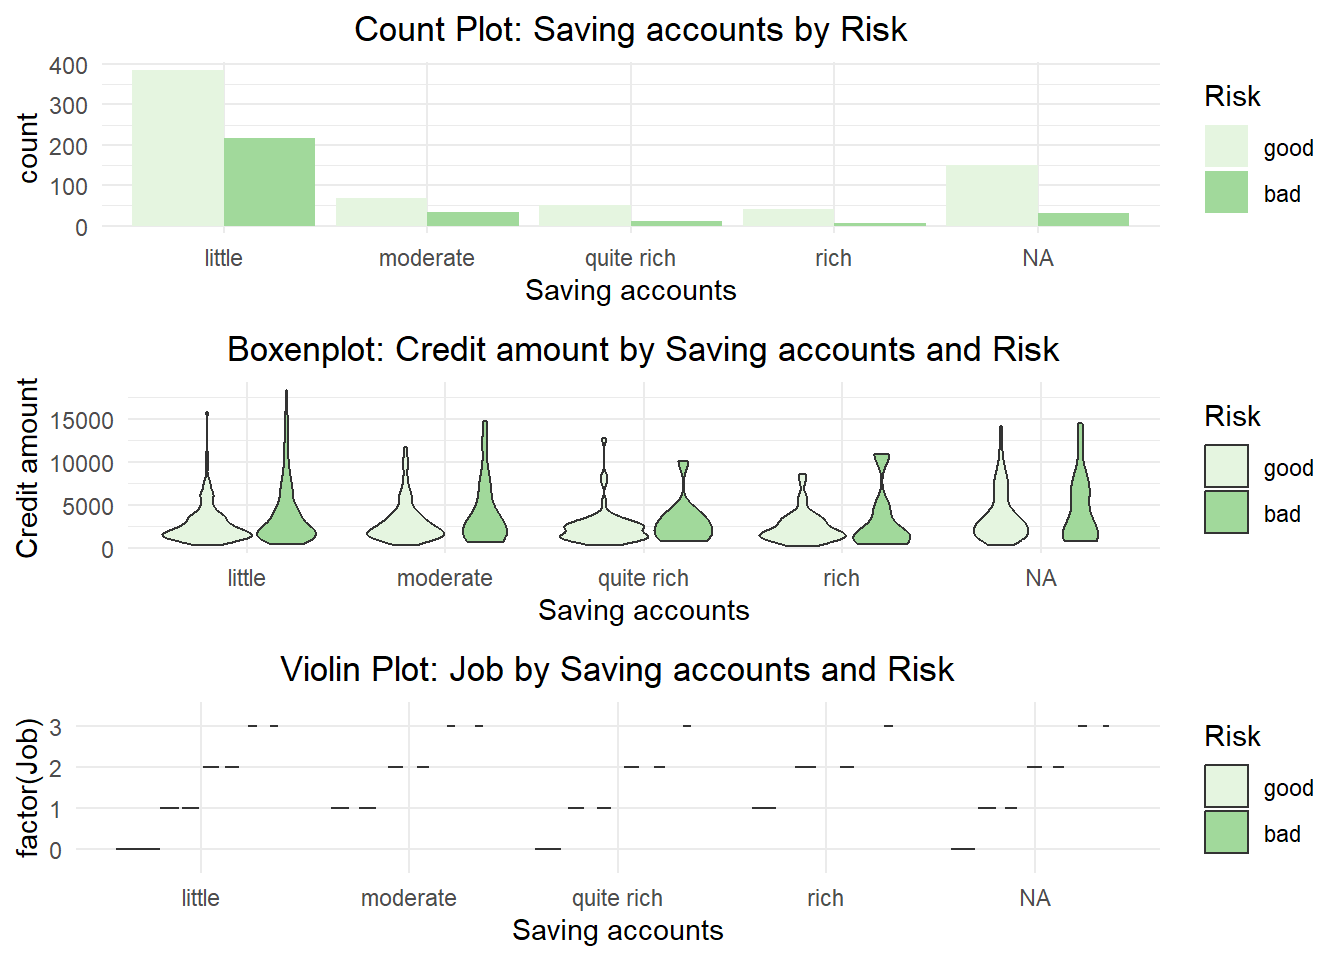 Count Plot: Saving accounts by Risk
count
400
300
200
100
0
little moderate quite rich rich NA
Saving accounts
Risk
good
bad
Boxenplot: Credit amount by Saving accounts and Risk
Credit amount
15000
10000
5000
0
little moderate quite rich rich NA
Saving accounts
Risk
good
bad
Violin Plot: Job by Saving accounts and Risk
factor(Job)
3
2
1
0
little moderate quite rich rich NA
Saving accounts
Risk
good
bad